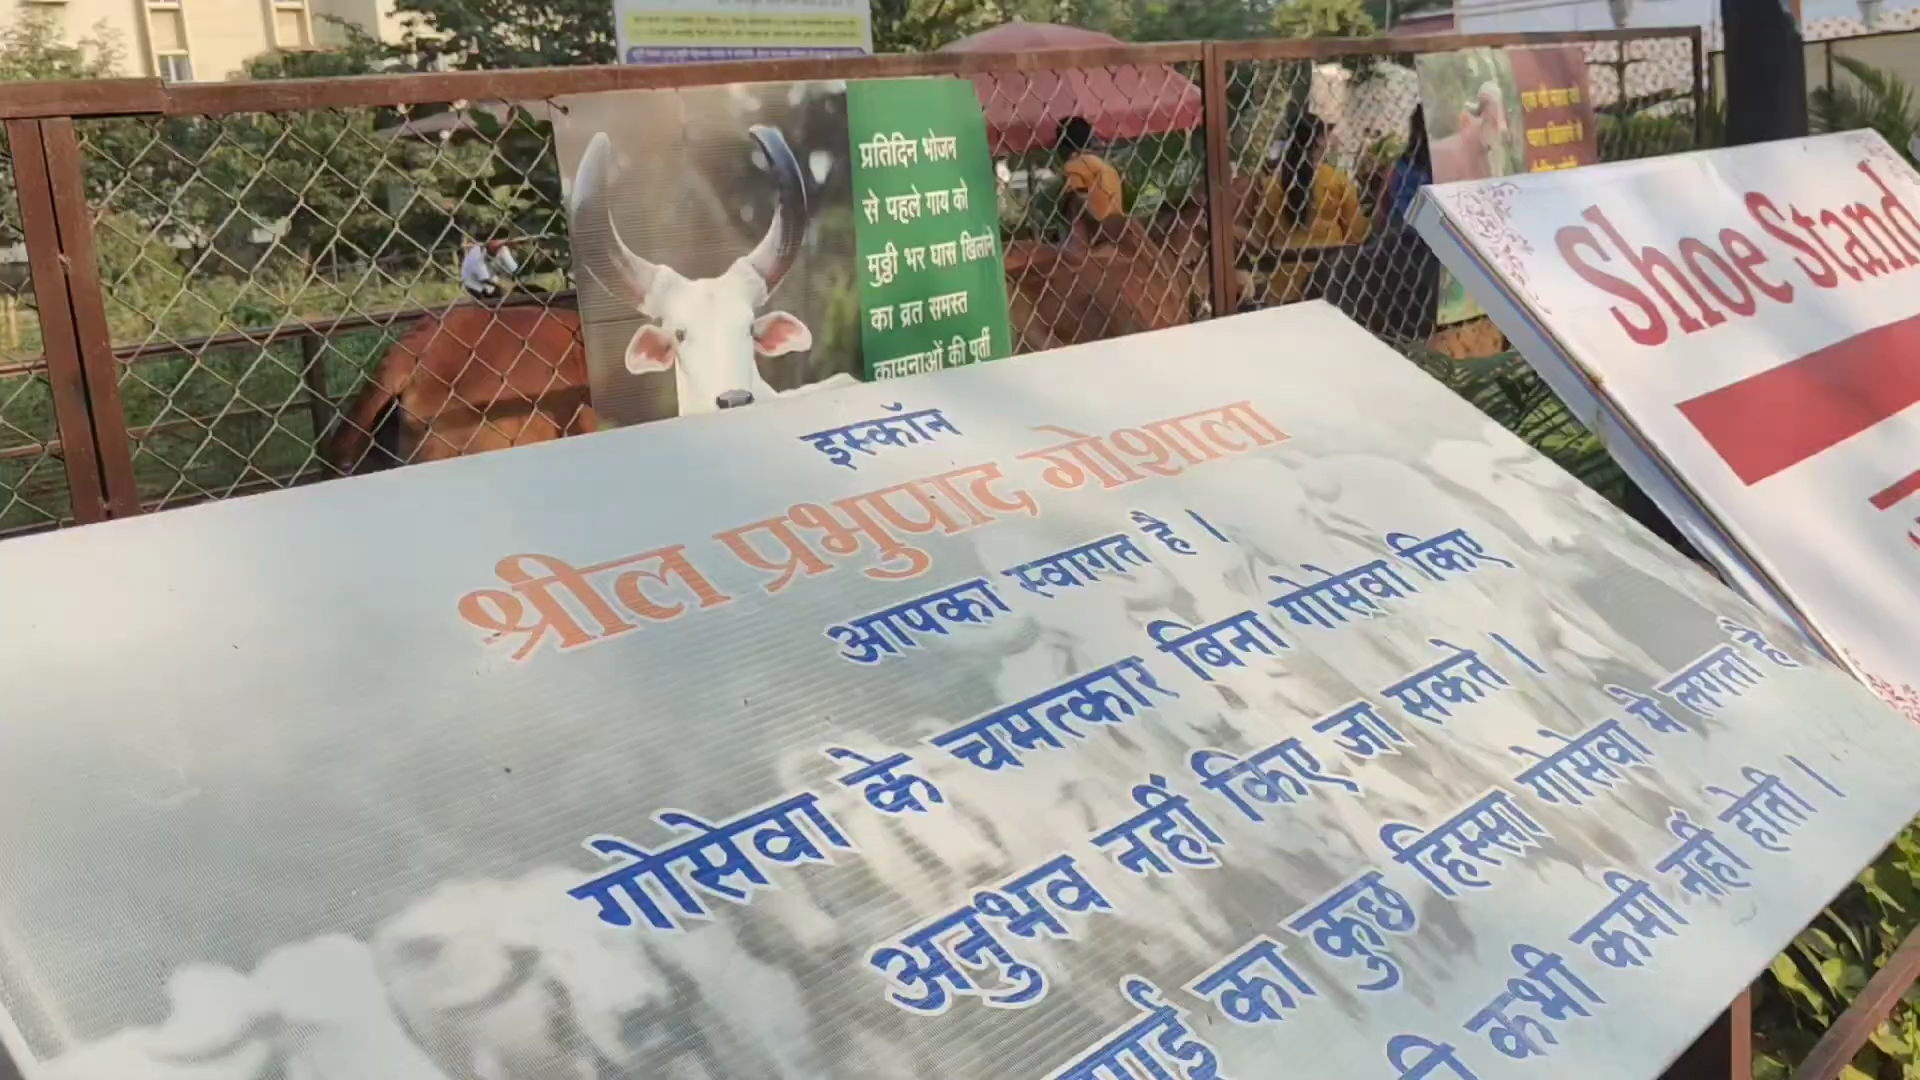 प्रतिदिन भोजन
से पहले गाय को
मुठ्ठी भर घास खिलाने
का व्रत समस्त
कामनाओं की पूर्ती
Shoe Stand
इस्कॉन
श्रील प्रभुपाद गोशाला
आपका स्वागत है ।
गोसेवा के चमत्कार बिना गोसेवा किए
अनुभव नहीं किए जा सकते ।
का कुछ हिस्सा गोसेवा में लगता है
कभी कमी नहीं होती ।